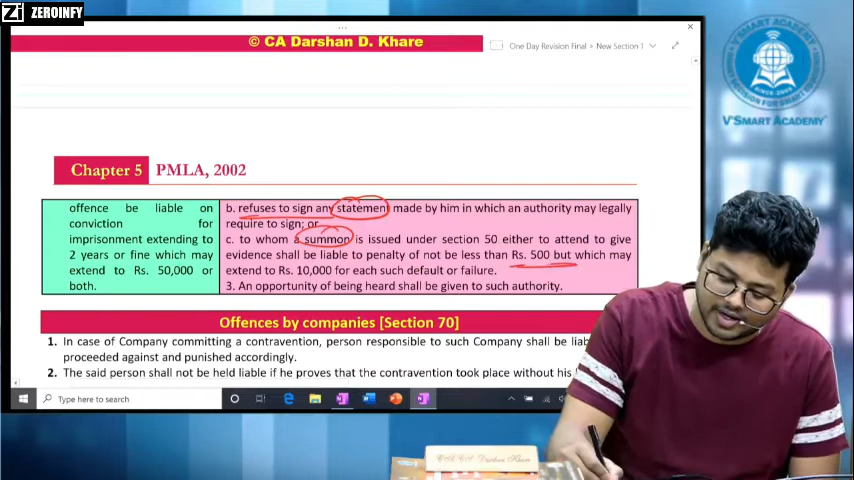 Zi ZEROINFY
© CA Darshan D. Khare
One Day Revision Final » New Section 1
Chapter 5 PMLA, 2002
offence be liable on
conviction for
imprisonment extending to
2 years or fine which may
extend to Rs. 50,000 or
both.
b. refuses to sign any statement made by him in which an authority may legally
require to sign; or
c. to whom a summon is issued under section 50 either to attend to give
evidence shall be liable to penalty of not be less than Rs. 500 but which may
extend to Rs. 10,000 for each such default or failure.
3. An opportunity of being heard shall be given to such authority.
Offences by companies [Section 70]
1. In case of Company committing a contravention, person responsible to such Company shall be
proceeded against and punished accordingly.
2. The said person shall not be held liable if he proves that the contravention took place without his
Type here to search
V'SMART ACADEMY